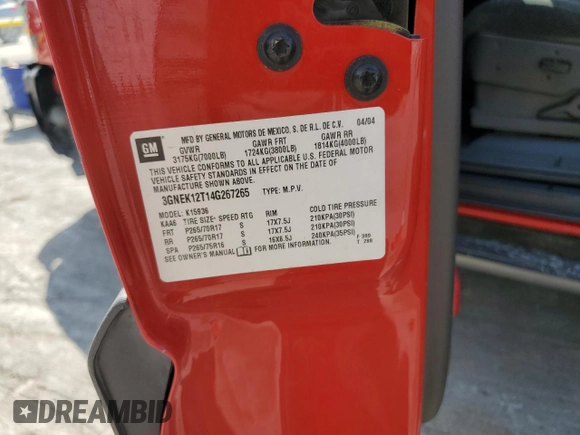 GM
MFD BY GENERAL MOTORS DE MEXICO, S. DE R.L. DE C.V. 04/04
GVWR GAWR FRT GAWR RR
3175KG(7000LB) 1724KG(3800LB) 1814KG(4000LB)
THIS VEHICLE CONFORMS TO ALL APPLICABLE U.S. FEDERAL MOTOR
VEHICLE SAFETY STANDARDS IN EFFECT ON THE DATE OF
MANUFACTURE SHOWN ABOVE.
3GNEK12T14G267265 TYPE: M.P.V.
MODEL: K15936
KAA6 TIRE SIZE: SPEED RTG RIM COLD TIRE PRESSURE
FRT P265/70R17 S 17X7.5J 210KPA(30PSI)
RR P265/70R17 S 17X7.5J 210KPA(30PSI)
SPA P265/75R16 S 16X6.5J 240KPA(35PSI)
SEE OWNER'S MANUAL FOR MORE INFORMATION. F 380
T 280
DREAMBID